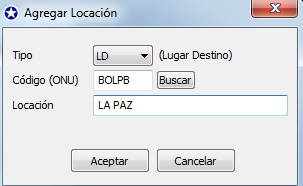 Agregar Locación
Tipo LD (Lugar Destino)
Código (ONU) BOLPB Buscar
Locación LA PAZ
Aceptar Cancelar